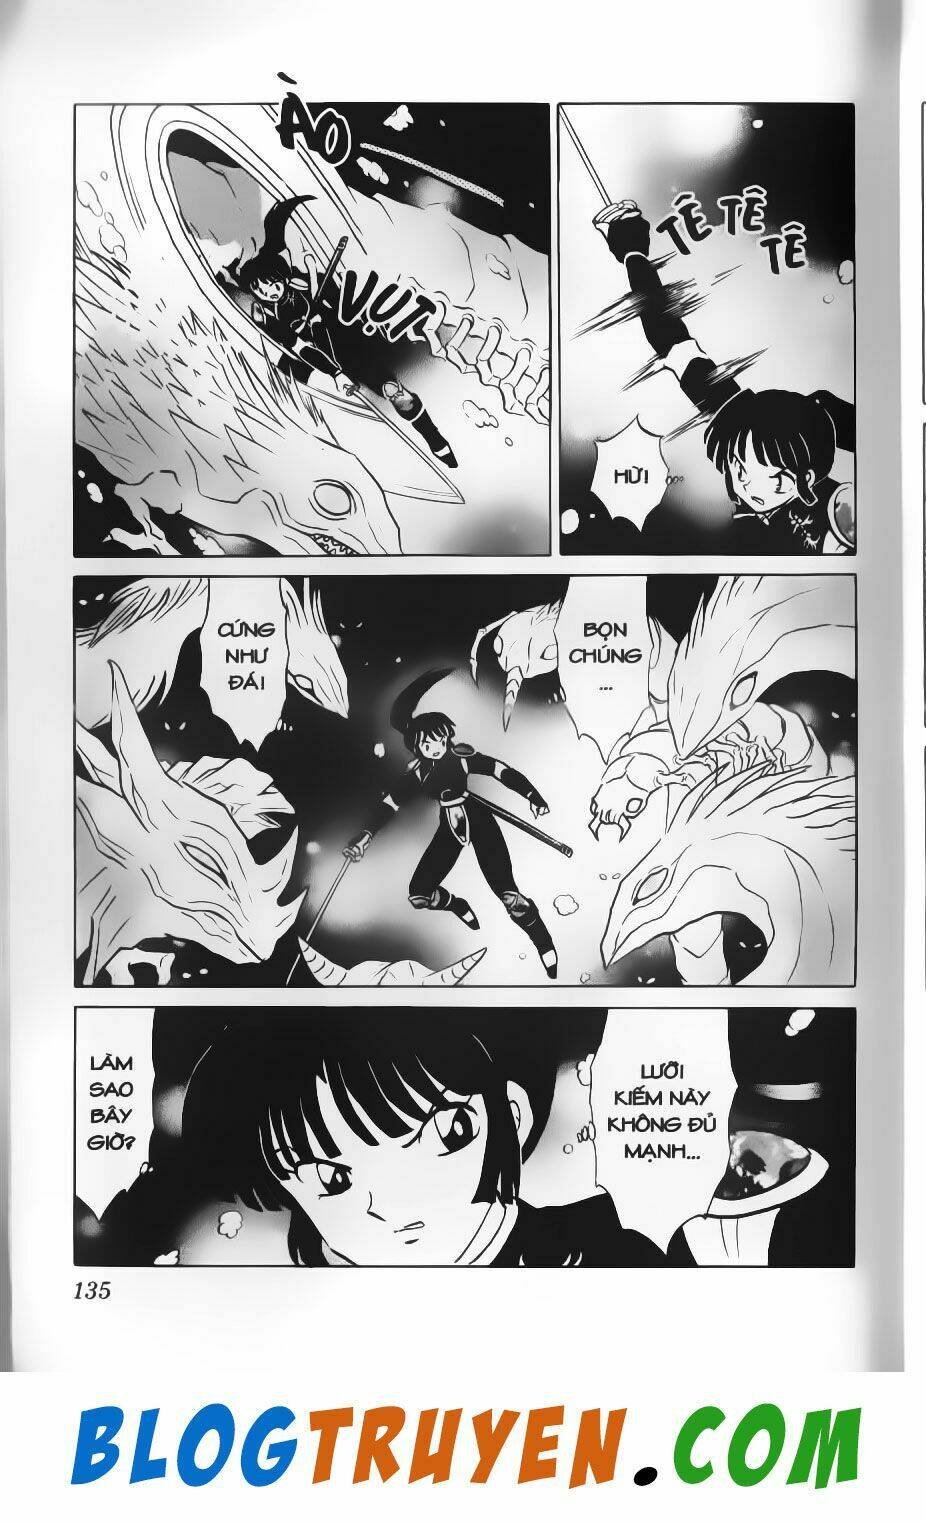 ÀO
VỤT
TÊ TÊ
TÊ
HỪ!
CỨNG
NHƯ
ĐÁ!
BỌN
CHÚNG
...
LÀM
SAO
BÂY
GIỜ?
LƯỠI
KIẾM NÀY
KHÔNG ĐỦ
MẠNH...
135
BLOGTRUYEN.COM